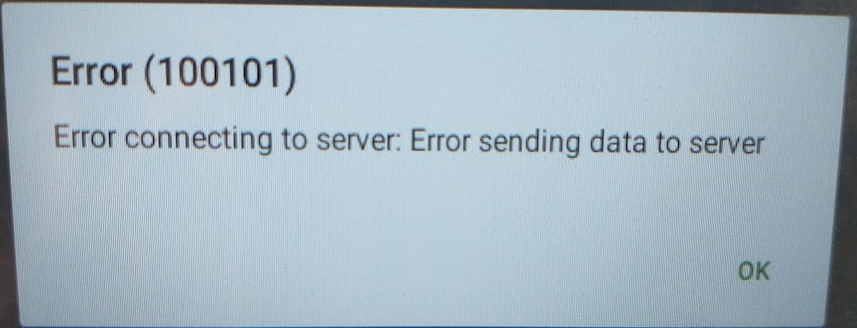 Error (100101)
Error connecting to server: Error sending data to server
OK